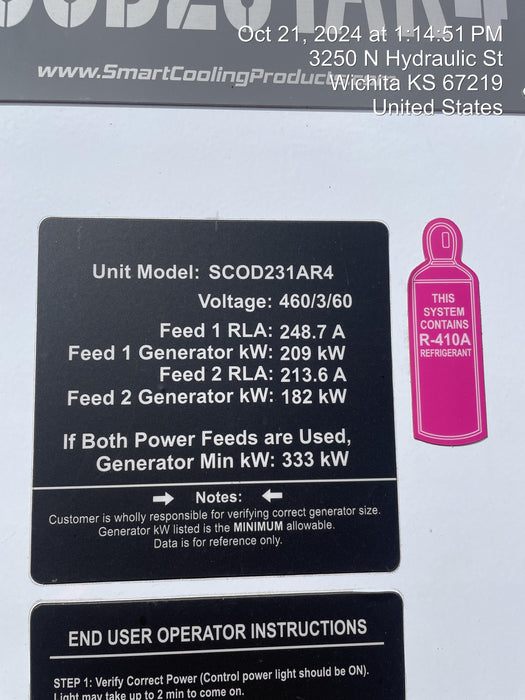 SCOD231AR4
Oct 21, 2024 at 1:14:51 PM
3250 N Hydraulic St
www.SmartCoolingProducts.com
Wichita KS 67219
United States
Unit Model: SCOD231AR4
Voltage: 460/3/60
Feed 1 RLA: 248.7 A
Feed 1 Generator kW: 209 kW
Feed 2 RLA: 213.6 A
Feed 2 Generator kW: 182 kW
If Both Power Feeds are Used,
Generator Min kW: 333 kW
Notes:
Customer is wholly responsible for verifying correct generator size.
Generator kW listed is the MINIMUM allowable.
Data is for reference only.
THIS
SYSTEM
CONTAINS
R-410A
REFRIGERANT
END USER OPERATOR INSTRUCTIONS
STEP 1: Verify Correct Power (Control power light should be ON).
Light may take up to 2 min to come on.